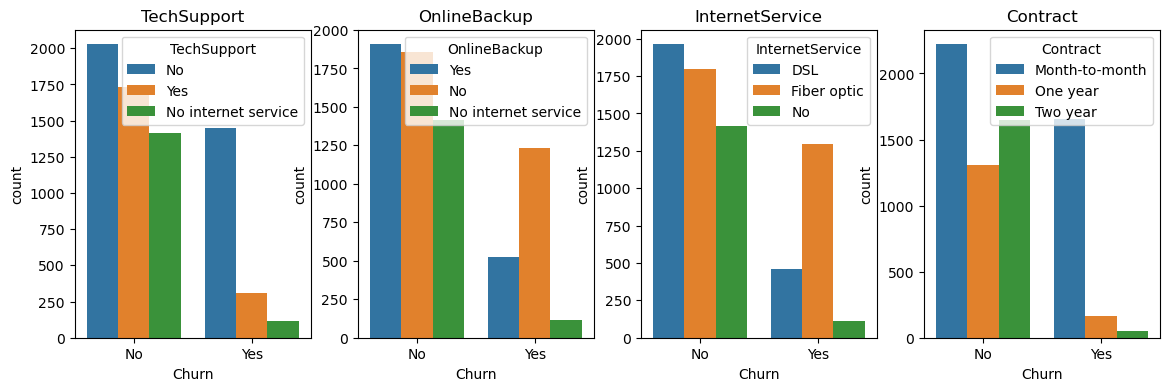 TechSupport
TechSupport
No
Yes
No internet service
2000
1750
1500
1250
1000
750
500
250
0
count
No
Yes
Churn
OnlineBackup
OnlineBackup
Yes
No
No internet service
2000
1750
1500
1250
1000
750
500
250
0
count
No
Yes
Churn
InternetService
InternetService
DSL
Fiber optic
No
2000
1750
1500
1250
1000
750
500
250
0
count
No
Yes
Churn
Contract
Contract
Month-to-month
One year
Two year
2000
1500
1000
500
0
count
No
Yes
Churn